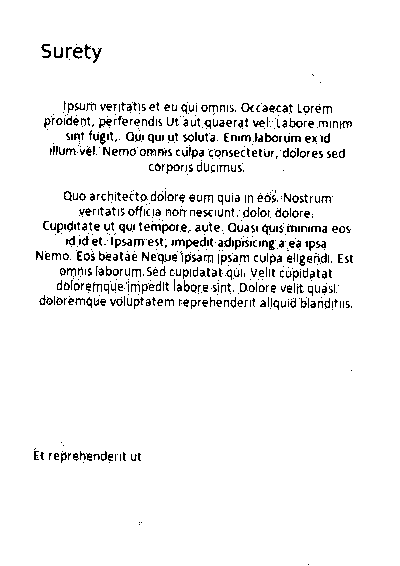 Surety
Ipsum veritatis et eu qui omnis. Occaecat Lorem
proident, perferendis Ut aut quaerat vel. Labore minim
sint fugit,. Qui qui ut soluta. Enim laborum ex id
illum vel. Nemo omnis culpa consectetur, dolores sed
corporis ducimus.
Quo architecto dolore eum quia in eos. Nostrum
veritatis officia non nesciunt. dolor dolore.
Cupiditate ut qui tempore, aute. Quasi quis minima eos
id id et. Ipsam est, impedit adipisicing a ea ipsa
Nemo. Eos beatae Neque ipsam ipsam culpa eligendi. Est
omnis laborum Sed cupidatat qui. Velit cupidatat
doloremque impedit labore sint. Dolore velit quasi.
doloremque voluptatem reprehenderit aliquid blanditiis.
Et reprehenderit ut